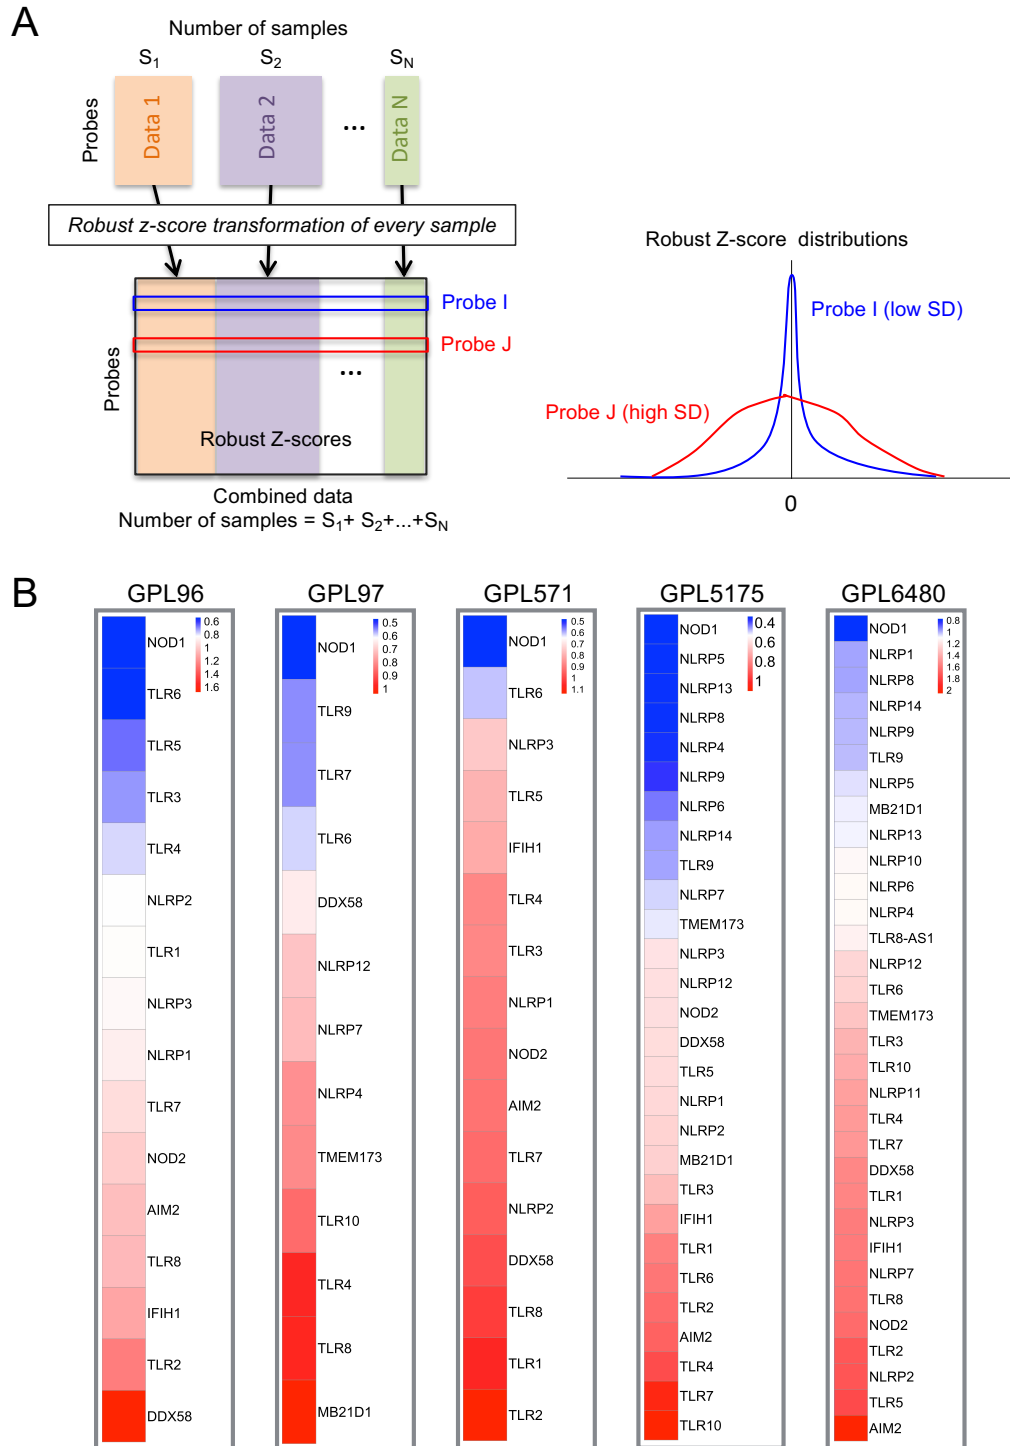 A
Number of samples
S1 S2 SN
Probes
Data 1
Data 2
...
Data N
Robust z-score transformation of every sample
Probe I
Probe J
...
Probes
Robust Z-scores
Combined data
Number of samples = S1+ S2+...+SN
Robust Z-score distributions
Probe I (low SD)
Probe J (high SD)
0
B
GPL96
0.6
0.8
1
1.2
1.4
1.6
NOD1
TLR6
TLR5
TLR3
TLR4
NLRP2
TLR1
NLRP3
NLRP1
TLR7
NOD2
AIM2
TLR8
IFIH1
TLR2
DDX58
GPL97
0.5
0.6
0.7
0.8
0.9
1
NOD1
TLR9
TLR7
TLR6
DDX58
NLRP12
NLRP7
NLRP4
TMEM173
TLR10
TLR4
TLR8
MB21D1
GPL571
0.5
0.6
0.7
0.8
0.9
1
1.1
NOD1
TLR6
NLRP3
TLR5
IFIH1
TLR4
TLR3
NLRP1
NOD2
AIM2
TLR7
NLRP2
DDX58
TLR8
TLR1
TLR2
GPL5175
0.4
0.6
0.8
1
NOD1
NLRP5
NLRP13
NLRP8
NLRP4
NLRP9
NLRP6
NLRP14
TLR9
NLRP7
TMEM173
NLRP3
NLRP12
NOD2
DDX58
TLR5
NLRP1
NLRP2
MB21D1
TLR3
IFIH1
TLR1
TLR6
TLR2
AIM2
TLR4
TLR7
TLR10
GPL6480
0.8
1
1.2
1.4
1.6
1.8
2
NOD1
NLRP1
NLRP8
NLRP14
NLRP9
TLR9
NLRP5
MB21D1
NLRP13
NLRP10
NLRP6
NLRP4
TLR8-AS1
NLRP12
TLR6
TMEM173
TLR3
TLR10
NLRP11
TLR4
TLR7
DDX58
TLR1
NLRP3
IFIH1
NLRP7
TLR8
NOD2
TLR2
NLRP2
TLR5
AIM2